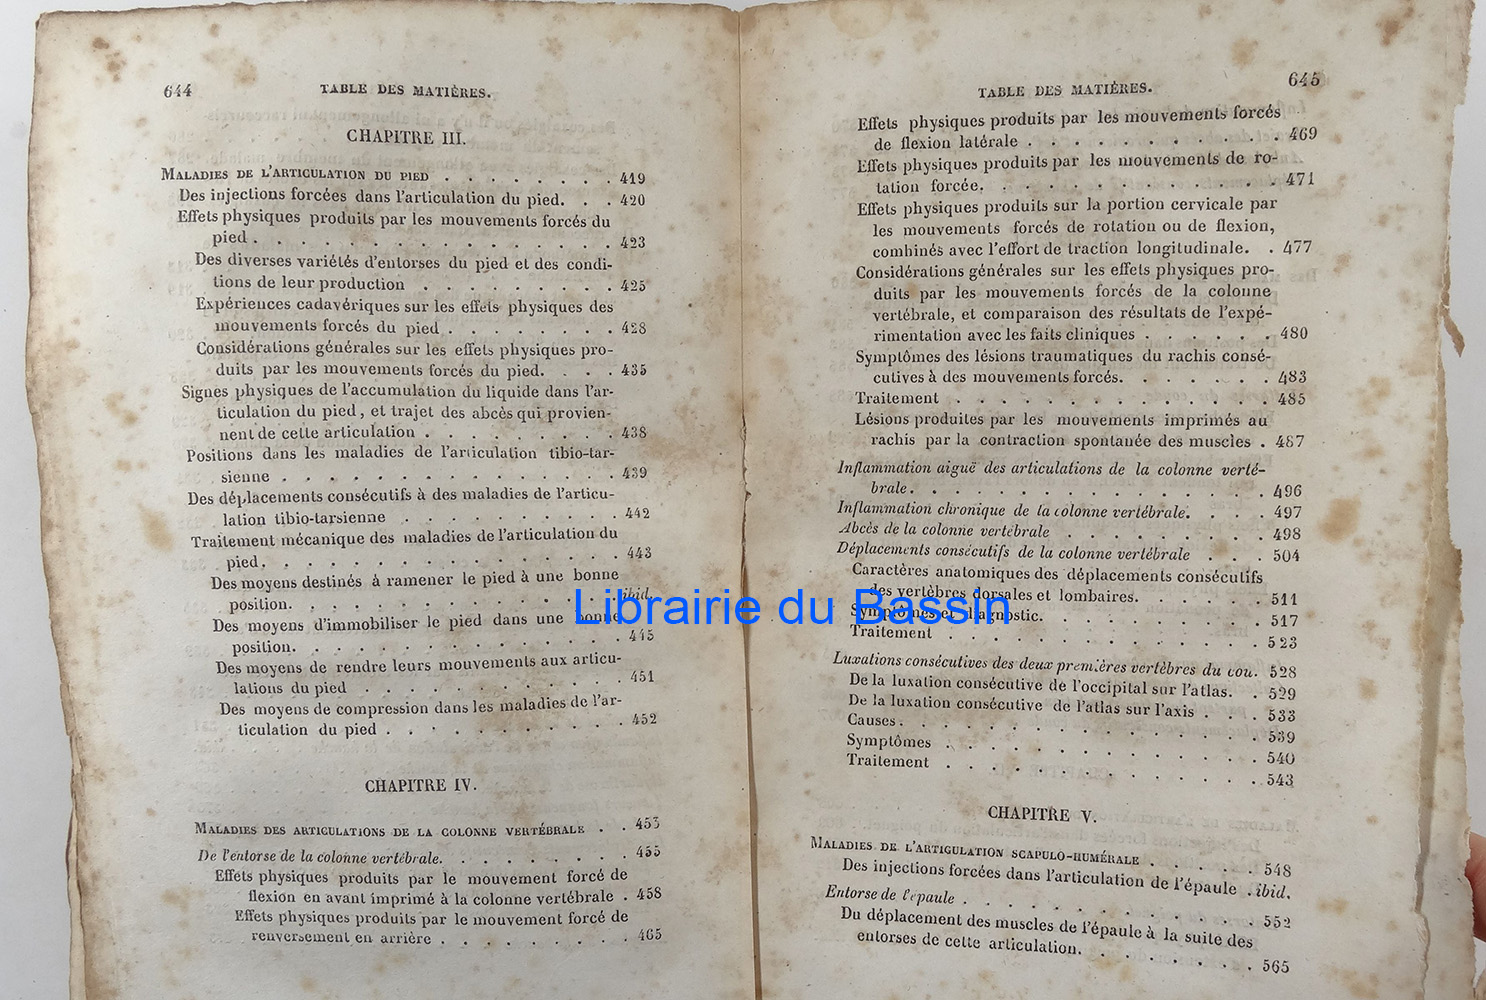 644 TABLE DES MATIÈRES.
CHAPITRE III.
MALADIES DE L'ARTICULATION DU PIED . . . . . . . . 419
Des injections forcées dans l'articulation du pied. . . 420
Effets physiques produits par les mouvements forcés du
pied . . . . . . . . . . . . . . . . 423
Des diverses variétés d'entorses du pied et des condi-
tions de leur production . . . . . . . . . 425
Expériences cadavériques sur les effets physiques des
mouvements forcés du pied . . . . . . . . 428
Considérations générales sur les effets physiques pro-
duits par les mouvements forcés du pied. . . . 435
Signes physiques de l'accumulation du liquide dans l'ar-
ticulation du pied, et trajet des abcès qui provien-
nent de cette articulation . . . . . . . . . 438
Positions dans les maladies de l'articulation tibio-tar-
sienne . . . . . . . . . . . . . . . 439
Des déplacements consécutifs à des maladies de l'articu-
lation tibio-tarsienne . . . . . . . . . . 442
Traitement mécanique des maladies de l'articulation du
pied. . . . . . . . . . . . . . . . 443
Des moyens destinés à ramener le pied à une bonne
position. . . . . . . . . . . . . . . ibid.
Des moyens d'immobiliser le pied dans une bonne
position. . . . . . . . . . . . . . . 445
Des moyens de rendre leurs mouvements aux articu-
lations du pied . . . . . . . . . . . 451
Des moyens de compression dans les maladies de l'ar-
ticulation du pied . . . . . . . . . . 452
CHAPITRE IV.
MALADIES DES ARTICULATIONS DE LA COLONNE VERTÉBRALE . . 453
De l'entorse de la colonne vertébrale. . . . . . . . . 455
Effets physiques produits par le mouvement forcé de
flexion en avant imprimé à la colonne vertébrale . 458
Effets physiques produits par le mouvement forcé de
renversement en arrière . . . . . . . . . 465
TABLE DES MATIÈRES. 645
Effets physiques produits par les mouvements forcés
de flexion latérale . . . . . . . . . . . 469
Effets physiques produits par les mouvements de ro-
tation forcée. . . . . . . . . . . . . . 471
Effets physiques produits sur la portion cervicale par
les mouvements forcés de rotation ou de flexion,
combinés avec l'effort de traction longitudinale. . 477
Considérations générales sur les effets physiques pro-
duits par les mouvements forcés de la colonne
vertébrale, et comparaison des résultats de l'expé-
rimentation avec les faits cliniques . . . . . . 480
Symptômes des lésions traumatiques du rachis consé-
cutives à des mouvements forcés. . . . . . . 483
Traitement . . . . . . . . . . . . . . 485
Lésions produites par les mouvements imprimés au
rachis par la contraction spontanée des muscles . 487
Inflammation aiguë des articulations de la colonne verté-
brale. . . . . . . . . . . . . . . . 496
Inflammation chronique de la colonne vertébrale. . . . 497
Abcès de la colonne vertébrale . . . . . . . . . 498
Déplacements consécutifs de la colonne vertébrale . . . 504
Caractères anatomiques des déplacements consécutifs
des vertèbres dorsales et lombaires. . . . . . 511
Symptômes et diagnostic. . . . . . . . . . 517
Traitement . . . . . . . . . . . . . . 523
Luxations consécutives des deux premières vertèbres du cou. 528
De la luxation consécutive de l'occipital sur l'atlas. . 529
De la luxation consécutive de l'atlas sur l'axis . . . 533
Causes . . . . . . . . . . . . . . . . 539
Symptômes . . . . . . . . . . . . . . 540
Traitement . . . . . . . . . . . . . . 543
CHAPITRE V.
MALADIES DE L'ARTICULATION SCAPULO-HUMÉRALE . . . . . 548
Des injections forcées dans l'articulation de l'épaule . ibid.
Entorse de l'épaule . . . . . . . . . . . . . 552
Du déplacement des muscles de l'épaule à la suite des
entorses de cette articulation. . . . . . . . . 565
Librairie du Bassin